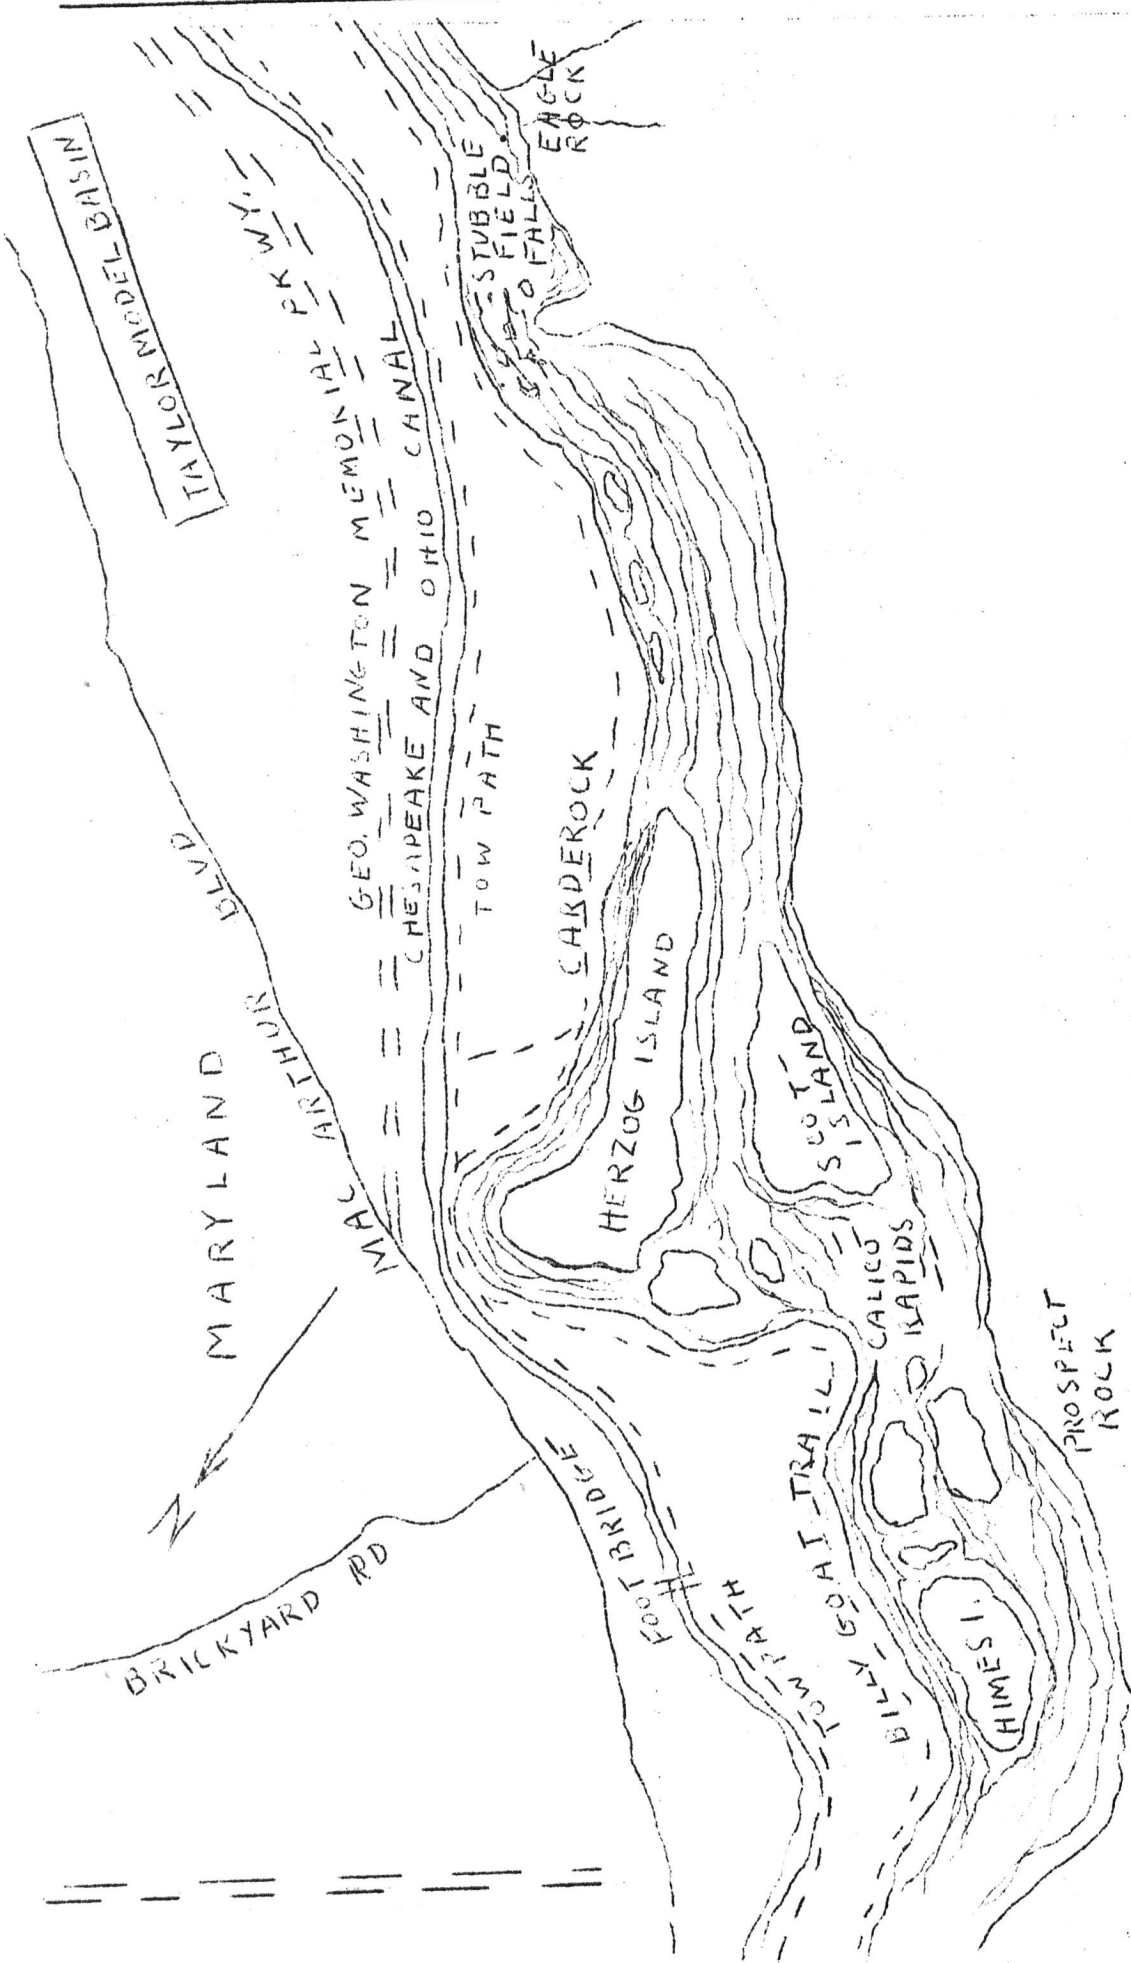 TAYLOR MODEL BASIN
GEO. WASHINGTON MEMORIAL PKWY.
CHESAPEAKE AND OHIO CANAL
TOW PATH
MARYLAND
MAC ARTHUR BLVD
N
BRICKYARD RD
FOOT BRIDGE
TOW PATH
BILLY GOAT TRAIL
CARDEROCK
HERZOG ISLAND
SCOTT
ISLAND
CALICO
RAPIDS
HIMES I.
PROSPECT
ROCK
STUBBLE
FIELD
FALLS
EAGLE
ROCK